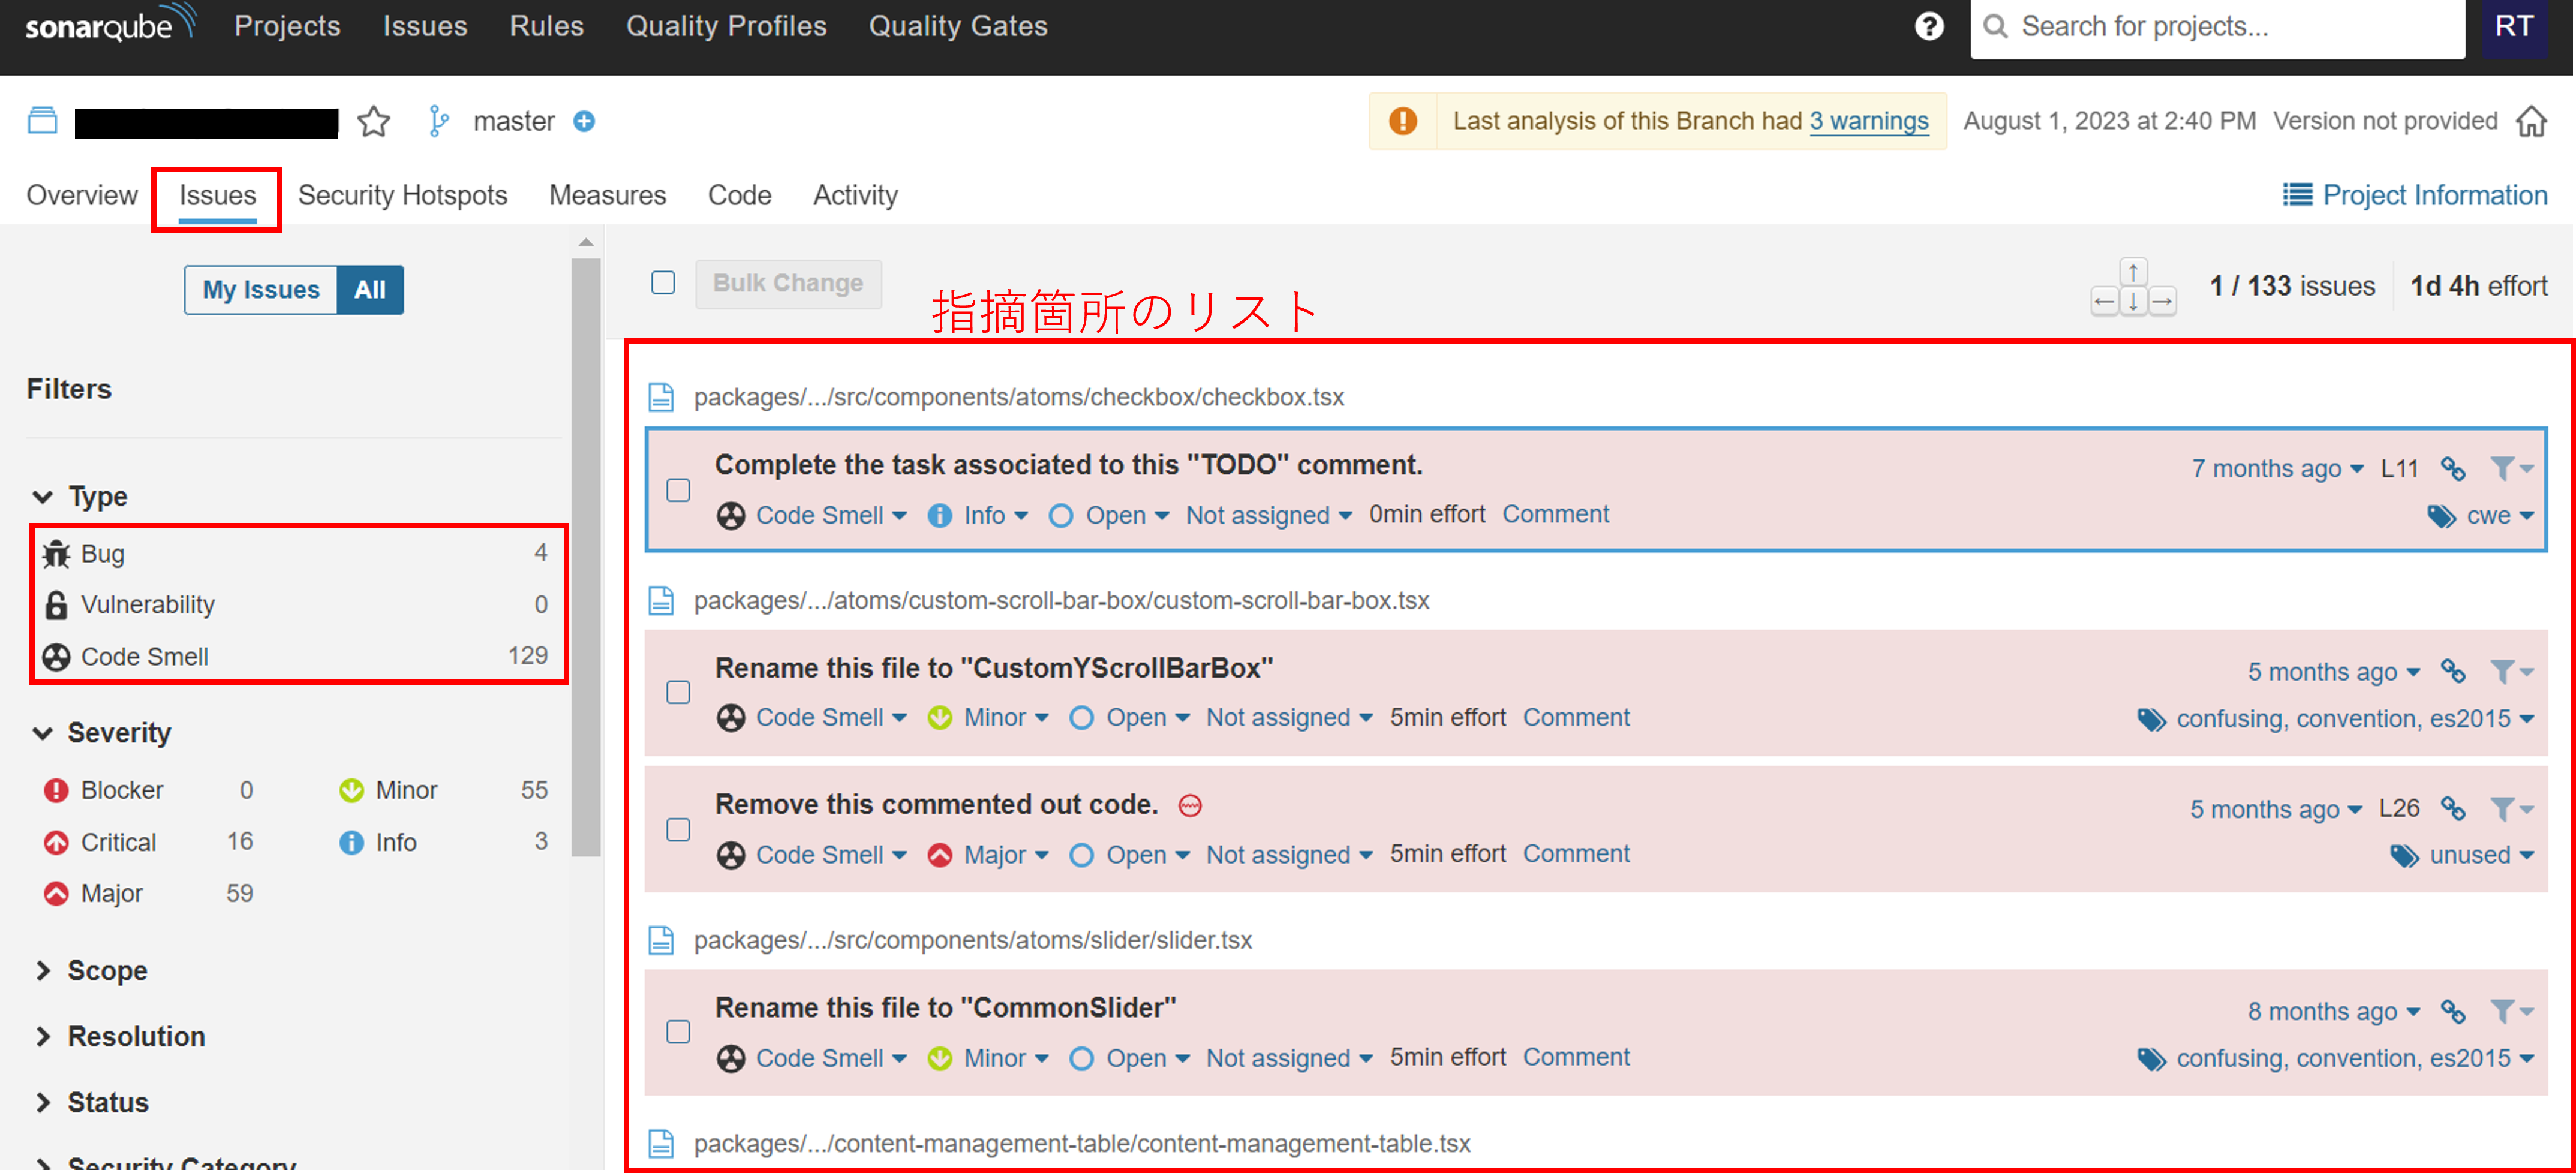 sonarqube Projects Issues Rules Quality Profiles Quality Gates ? Search for projects... RT
master Last analysis of this Branch had 3 warnings August 1, 2023 at 2:40 PM Version not provided
Overview Issues Security Hotspots Measures Code Activity Project Information
My Issues All
Bulk Change
指摘箇所のリスト
1 / 133 issues 1d 4h effort
Filters
Type
Bug 4
Vulnerability 0
Code Smell 129
Severity
Blocker 0 Minor 55
Critical 16 Info 3
Major 59
Scope
Resolution
Status
Security Category
packages/.../src/components/atoms/checkbox/checkbox.tsx
Complete the task associated to this "TODO" comment. 7 months ago L11
Code Smell Info Open Not assigned 0min effort Comment cwe
packages/.../atoms/custom-scroll-bar-box/custom-scroll-bar-box.tsx
Rename this file to "CustomYScrollBarBox" 5 months ago
Code Smell Minor Open Not assigned 5min effort Comment confusing, convention, es2015
Remove this commented out code. 5 months ago L26
Code Smell Major Open Not assigned 5min effort Comment unused
packages/.../src/components/atoms/slider/slider.tsx
Rename this file to "CommonSlider" 8 months ago
Code Smell Minor Open Not assigned 5min effort Comment confusing, convention, es2015
packages/.../content-management-table/content-management-table.tsx